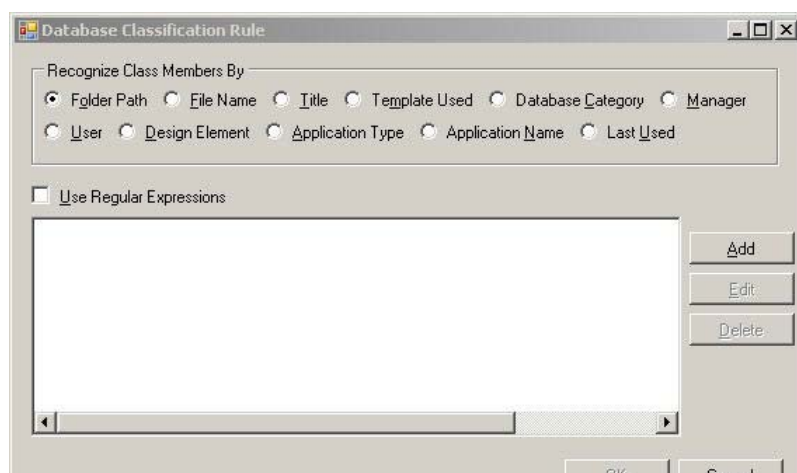 Database Classification Rule
Recognize Class Members By
Folder Path File Name Title Template Used Database Category Manager
User Design Element Application Type Application Name Last Used
Use Regular Expressions
Add
Edit
Delete